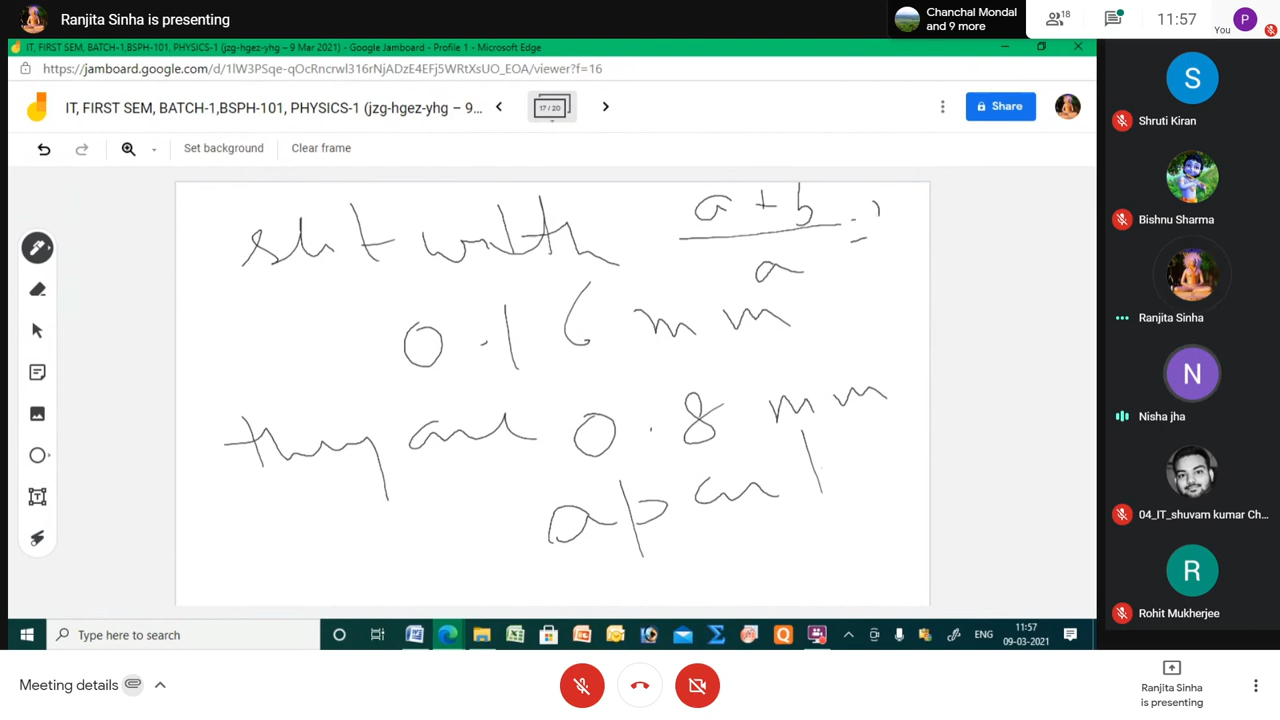 Ranjita Sinha is presenting
Chanchal Mondal
and 9 more
18
11:57
You
P
IT, FIRST SEM, BATCH-1,BSPH-101, PHYSICS-1 (jzg-hgez-yhg – 9 Mar 2021) - Google Jamboard - Profile 1 - Microsoft Edge
https://jamboard.google.com/d/1lW3PSqe-qOcRncrwl316rNjADzE4EFj5WRtXsUO_EOA/viewer?f=16
IT, FIRST SEM, BATCH-1,BSPH-101, PHYSICS-1 (jzg-hgez-yhg – 9...
17 / 20
Share
Set background
Clear frame
slit width
a + b
a
= ?
0.16 mm
they are 0.8 mm
apart
S
Shruti Kiran
Bishnu Sharma
Ranjita Sinha
N
Nisha jha
04_IT_shuvam kumar Ch...
R
Rohit Mukherjee
Type here to search
ENG
11:57
09-03-2021
Meeting details
Ranjita Sinha
is presenting